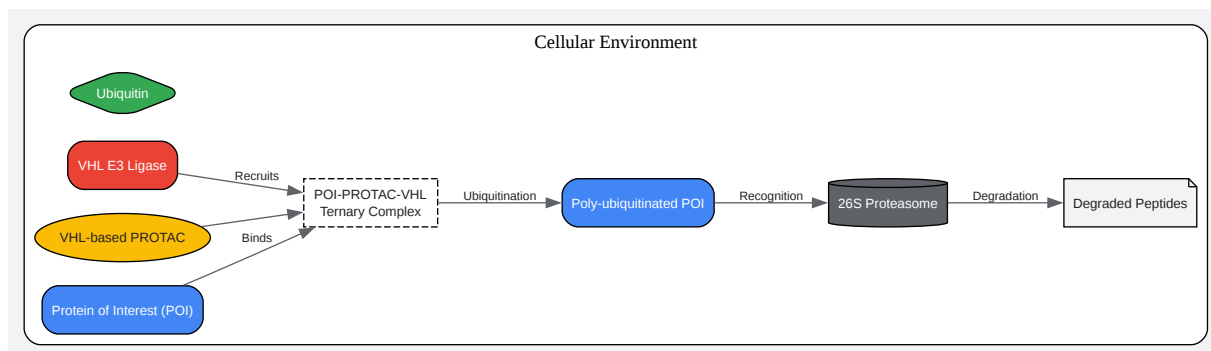 Cellular Environment
Ubiquitin
VHL E3 Ligase
Recruits
VHL-based PROTAC
Binds
Protein of Interest (POI)
POI-PROTAC-VHL
Ternary Complex
Ubiquitination
Poly-ubiquitinated POI
Recognition
26S Proteasome
Degradation
Degraded Peptides